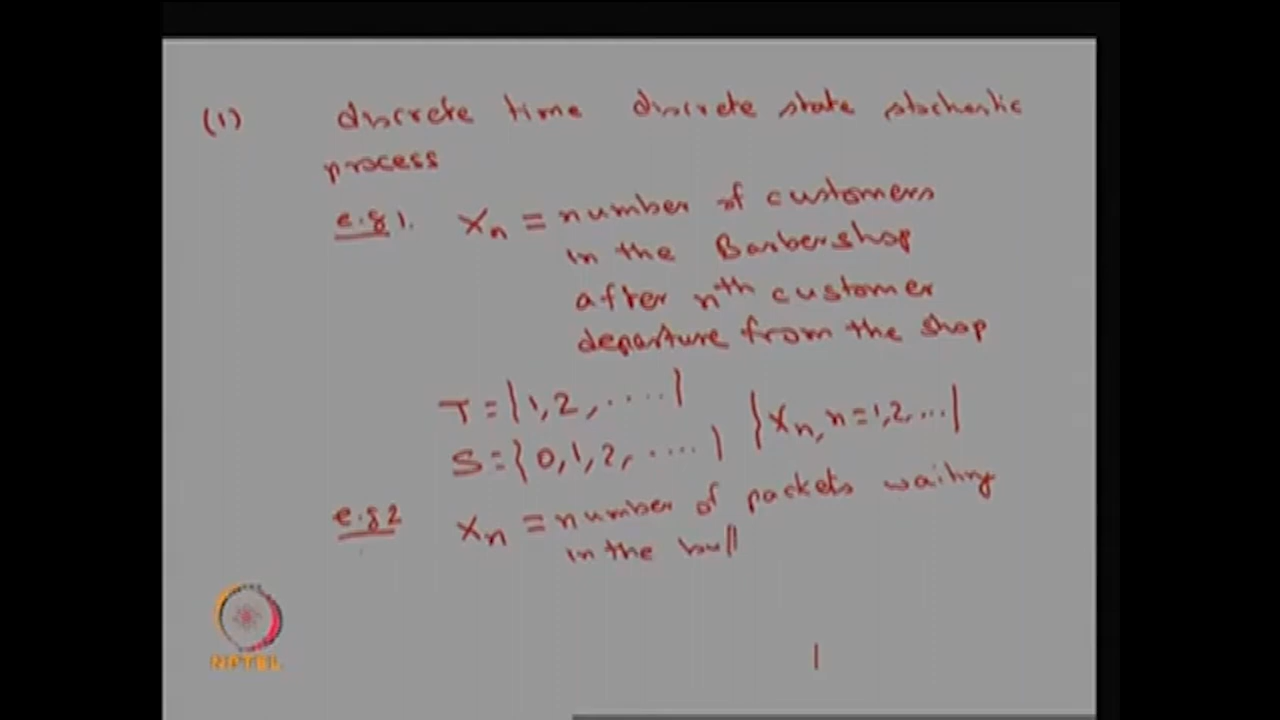 (1) discrete time discrete state stochastic
process
e.g 1. Xn = number of customers
in the Barbershop
after nth customer
departure from the shop
T = {1, 2, .....}
S = {0, 1, 2, .....} {Xn, n = 1, 2, ...}
e.g 2 Xn = number of packets waiting
in the buff
NPTEL